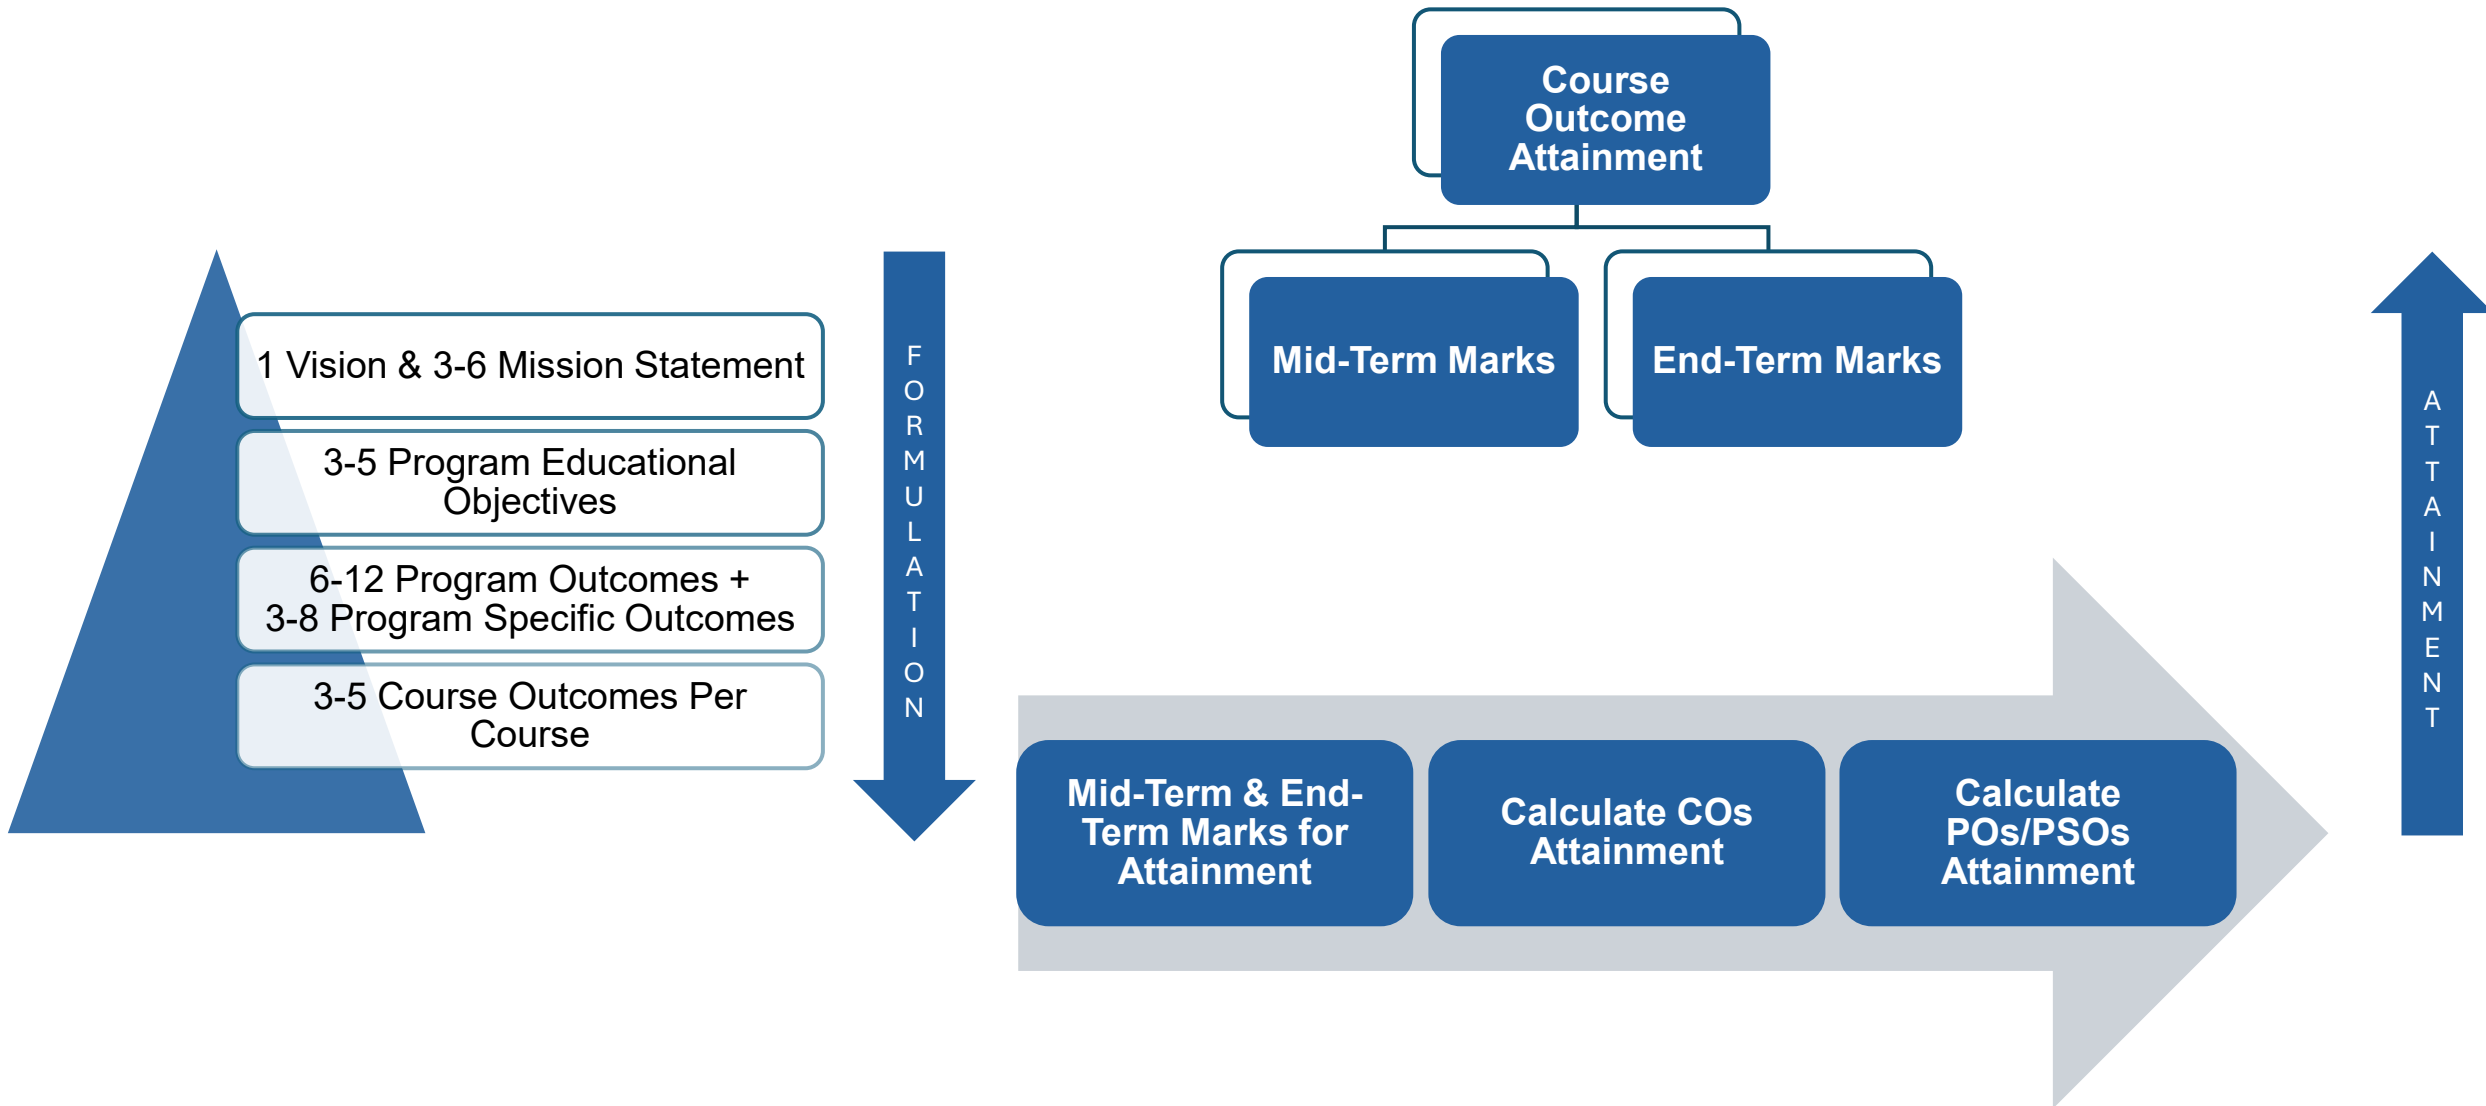 1 Vision & 3-6 Mission Statement
3-5 Program Educational
Objectives
6-12 Program Outcomes +
3-8 Program Specific Outcomes
3-5 Course Outcomes Per
Course
F
O
R
M
U
L
A
T
I
O
N
Course
Outcome
Attainment
Mid-Term Marks
End-Term Marks
Mid-Term & End-
Term Marks for
Attainment
Calculate COs
Attainment
Calculate
POs/PSOs
Attainment
A
T
T
A
I
N
M
E
N
T